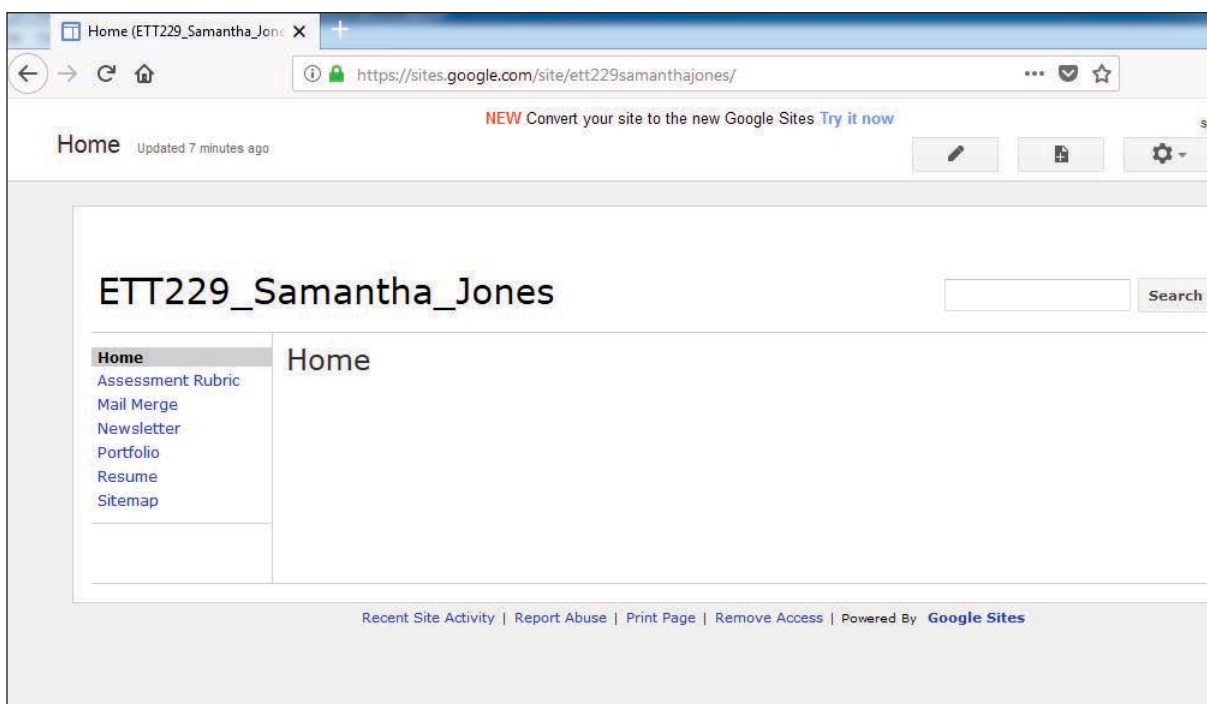 Home (ETT229_Samantha_Jone
https://sites.google.com/site/ett229samanthajones/
NEW Convert your site to the new Google Sites Try it now
s
Home Updated 7 minutes ago
ETT229_Samantha_Jones
Search
Home
Home
Assessment Rubric
Mail Merge
Newsletter
Portfolio
Resume
Sitemap
Recent Site Activity | Report Abuse | Print Page | Remove Access | Powered By Google Sites